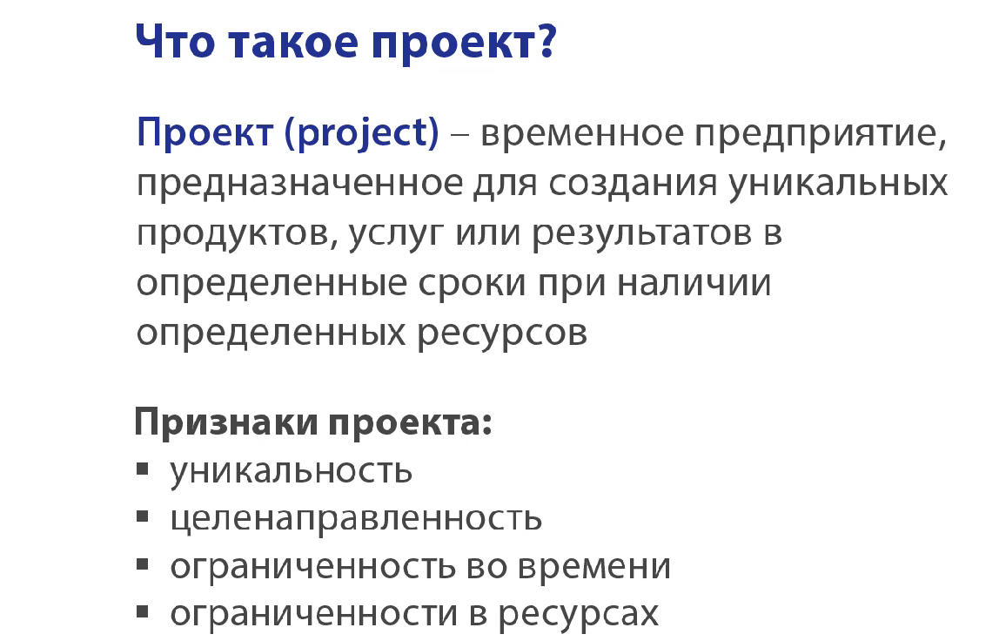 Что такое проект?
Проект (project) – временное предприятие,
предназначенное для создания уникальных
продуктов, услуг или результатов в
определенные сроки при наличии
определенных ресурсов
Признаки проекта:
▪ уникальность
▪ целенаправленность
▪ ограниченность во времени
▪ ограниченности в ресурсах